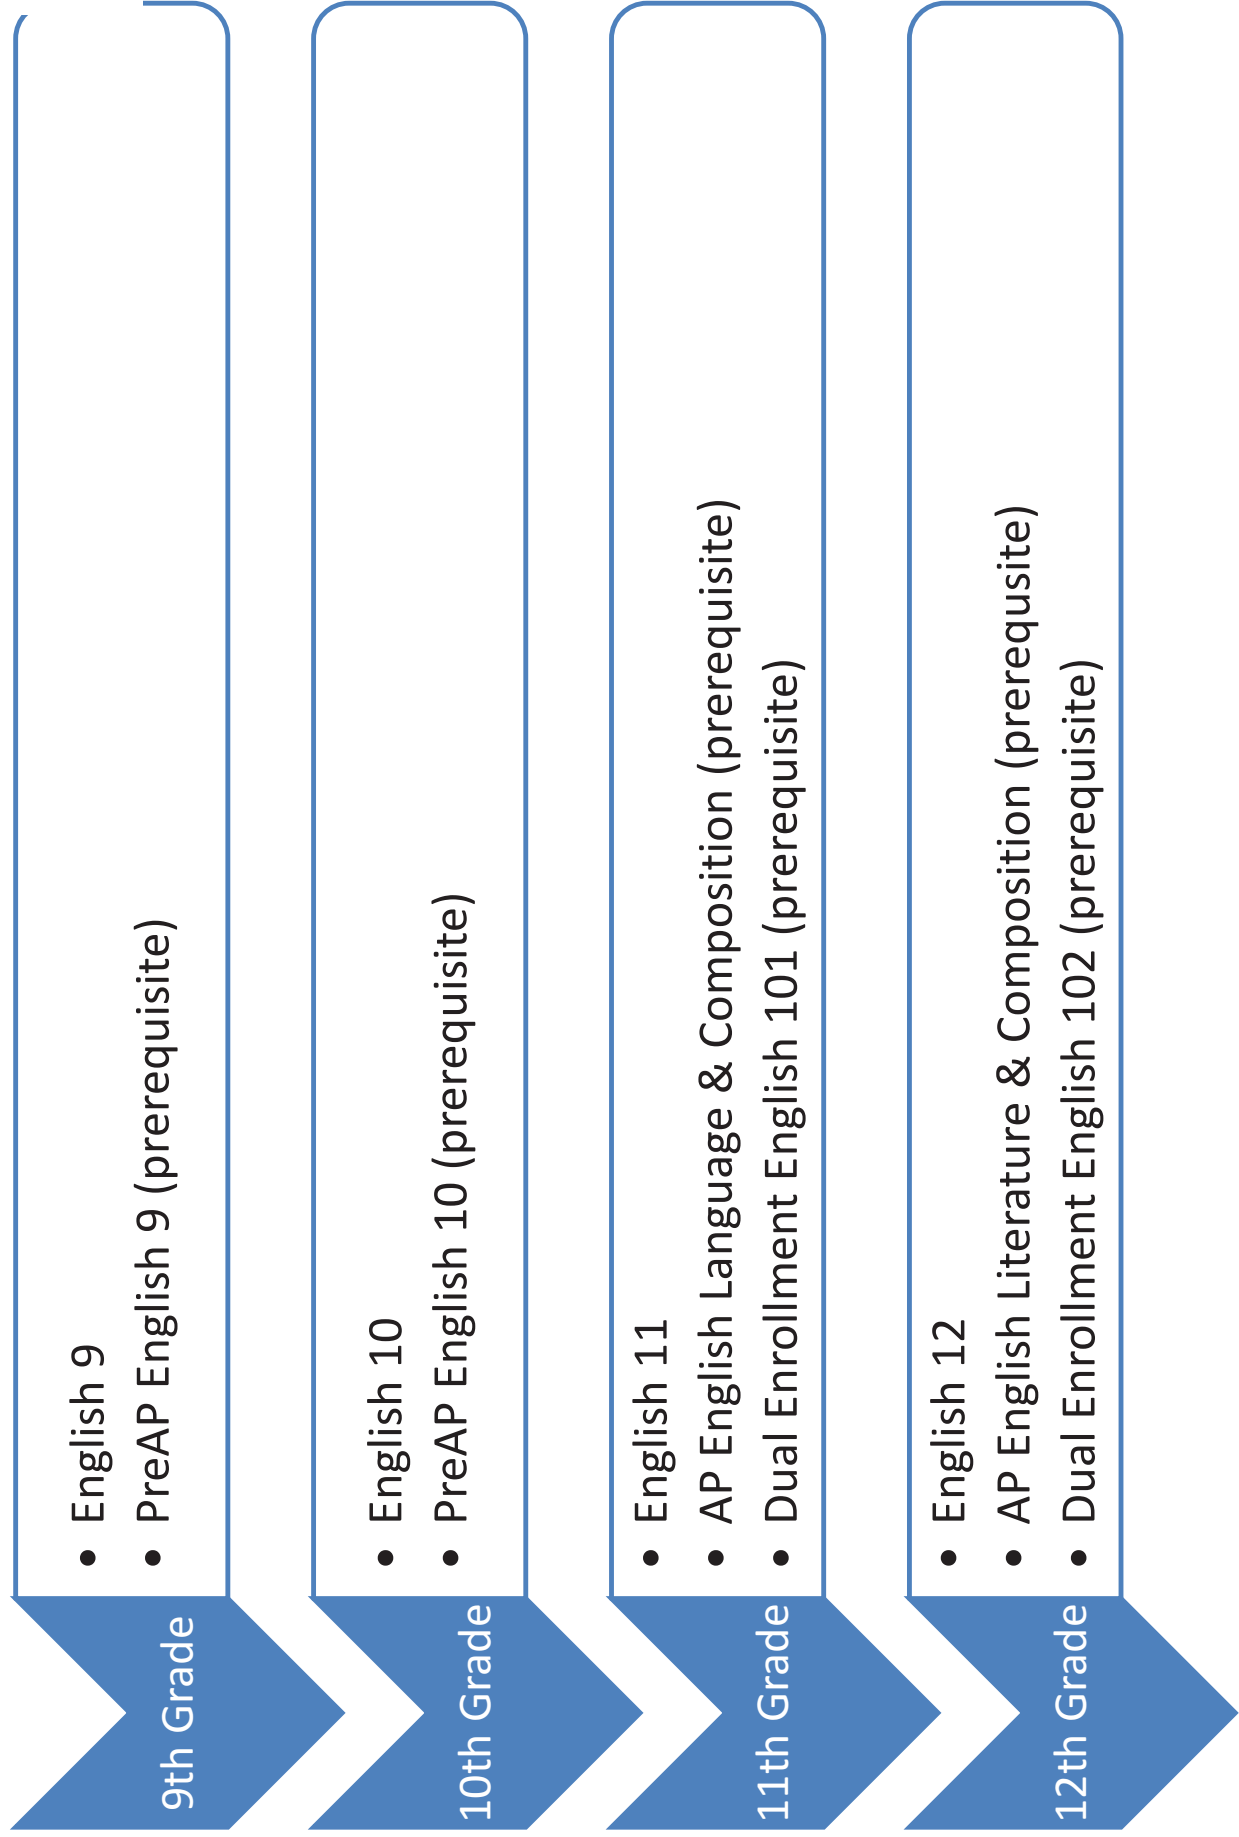 9th Grade
• English 9
• PreAP English 9 (prerequisite)
10th Grade
• English 10
• PreAP English 10 (prerequisite)
11th Grade
• English 11
• AP English Language & Composition (prerequisite)
• Dual Enrollment English 101 (prerequisite)
12th Grade
• English 12
• AP English Literature & Composition (prerequsite)
• Dual Enrollment English 102 (prerequisite)